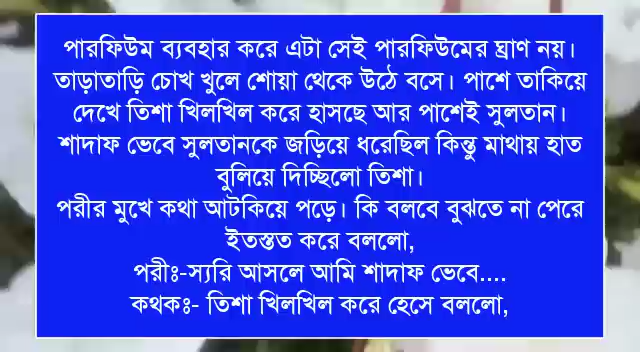 পারফিউম ব্যবহার করে এটা সেই পারফিউমের ঘ্রাণ নয়।
তাড়াতাড়ি চোখ খুলে শোয়া থেকে উঠে বসে। পাশে তাকিয়ে
দেখে তিশা খিলখিল করে হাসছে আর পাশেই সুলতান।
শাদাফ ভেবে সুলতানকে জড়িয়ে ধরেছিল কিন্তু মাথায় হাত
বুলিয়ে দিচ্ছিলো তিশা।
পরীর মুখে কথা আটকিয়ে পড়ে। কি বলবে বুঝতে না পেরে
ইতস্তত করে বললো,
পরীঃ-স্যরি আসলে আমি শাদাফ ভেবে....
কথকঃ- তিশা খিলখিল করে হেসে বললো,